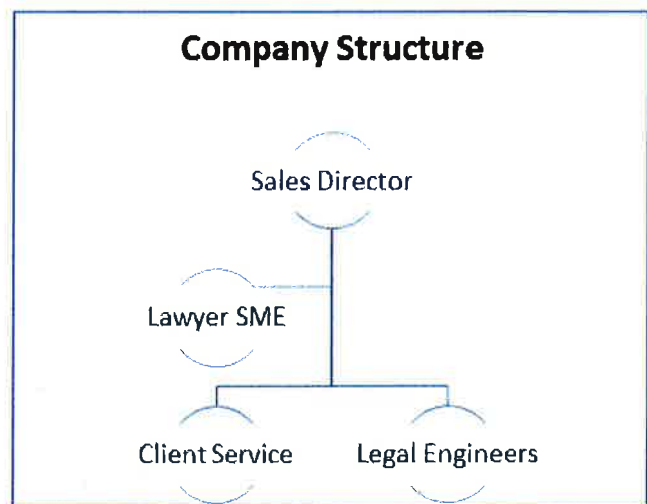 Company Structure
Sales Director
Lawyer SME
Client Service
Legal Engineers